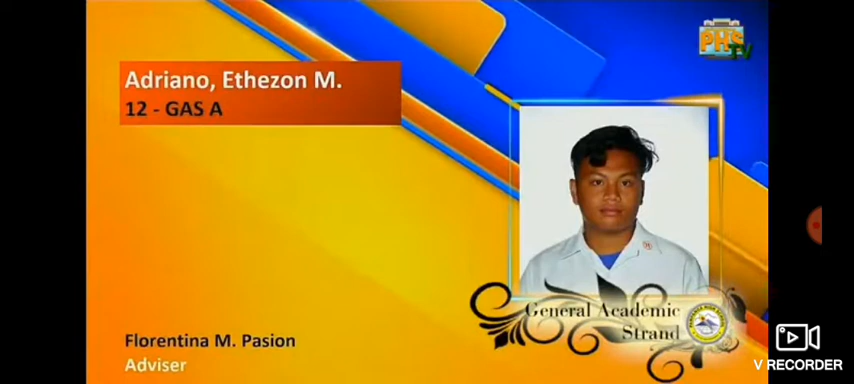 Adriano, Ethezon M.
12 - GAS A
PHS
TV
General Academic
Strand
Florentina M. Pasion
Adviser
V RECORDER